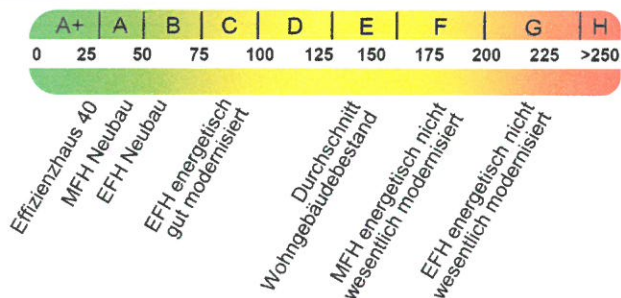 A+ A B C D E F G H
0 25 50 75 100 125 150 175 200 225 >250
Effizienzhaus 40
MFH Neubau
EFH Neubau
EFH energetisch
gut modernisiert
Durchschnitt
Wohngebäudebestand
MFH energetisch nicht
wesentlich modernisiert
EFH energetisch nicht
wesentlich modernisiert